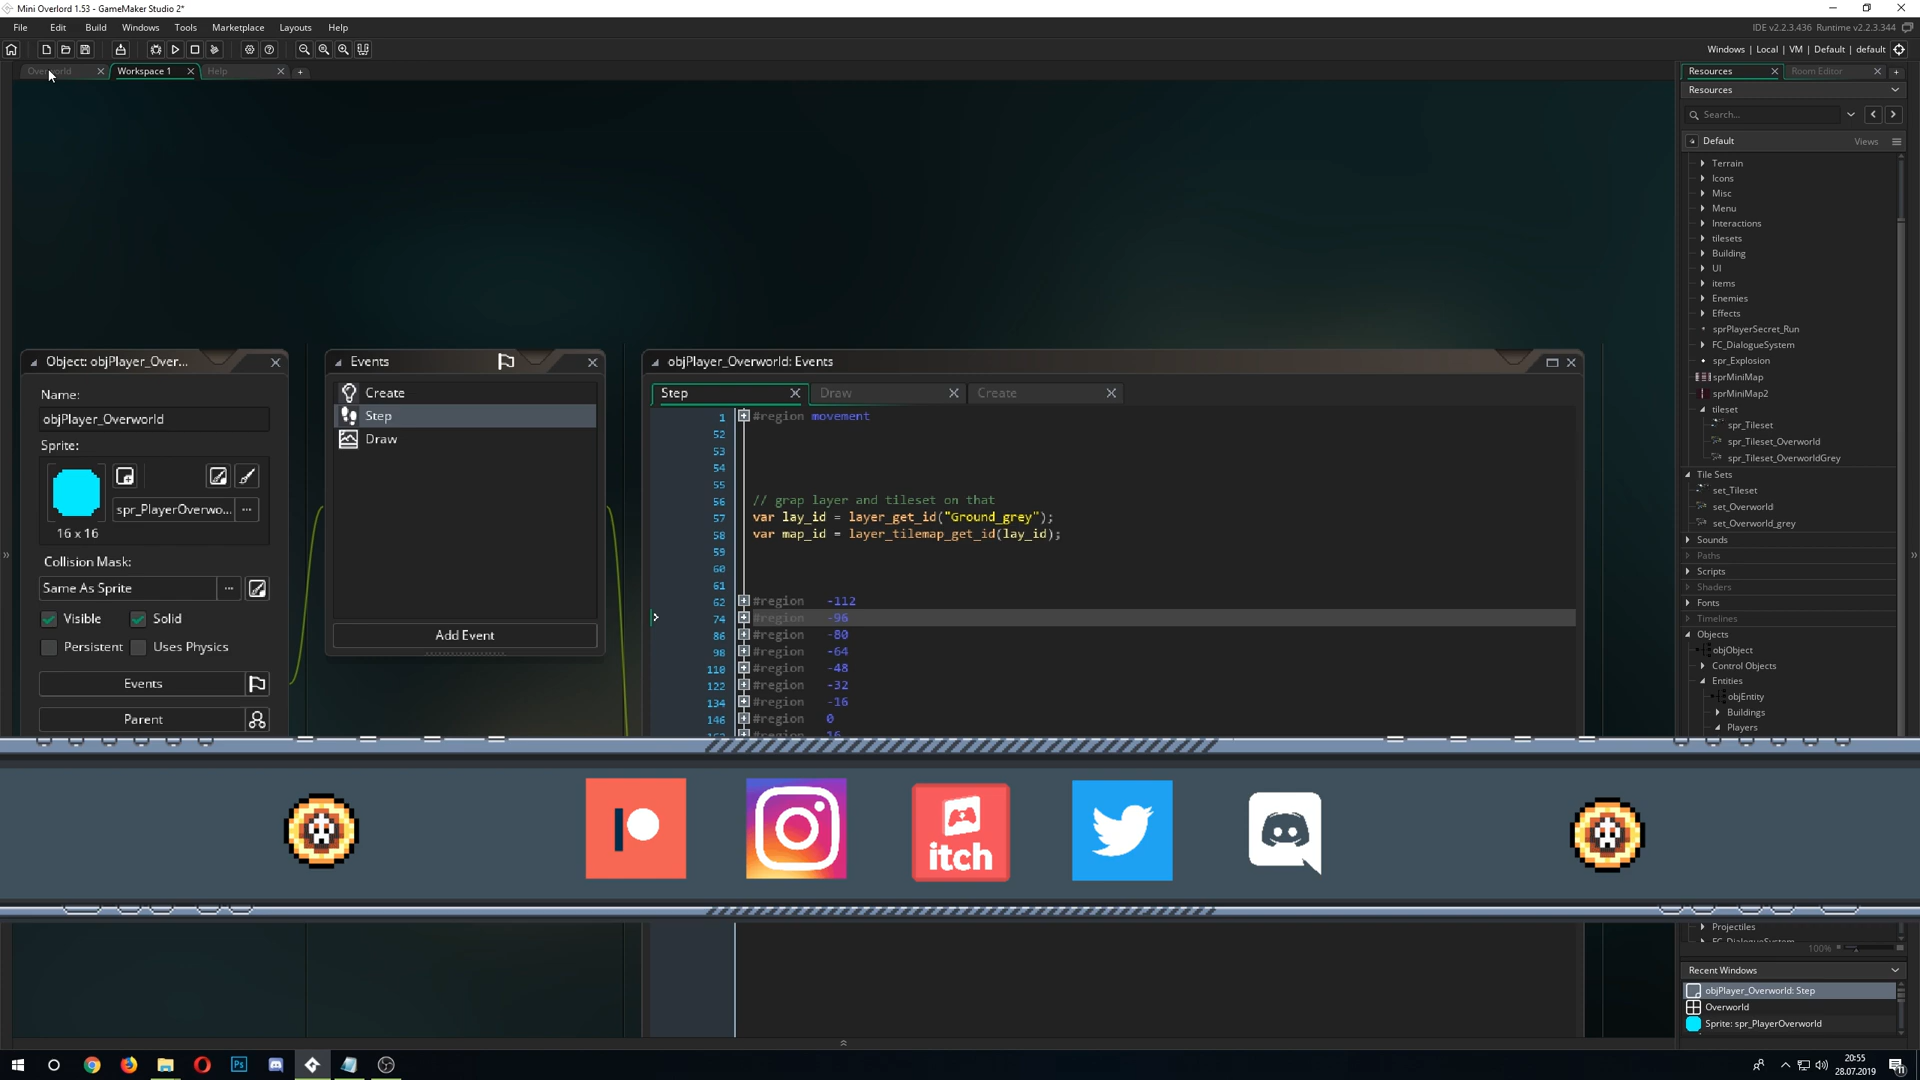 Mini Overlord 1.53 - GameMaker Studio 2*
File Edit Build Windows Tools Marketplace Layouts Help
IDE v2.2.3.436 Runtime v2.2.3.344
Windows | Local | VM | Default | default
Overworld
Workspace 1
Help
Resources
Room Editor
Resources
Search...
Default
Views
Terrain
Icons
Misc
Menu
Interactions
tilesets
Building
UI
items
Enemies
Effects
sprPlayerSecret_Run
FC_DialogueSystem
spr_Explosion
sprMiniMap
sprMiniMap2
tileset
spr_Tileset
spr_Tileset_Overworld
spr_Tileset_OverworldGrey
Tile Sets
set_Tileset
set_Overworld
set_Overworld_grey
Sounds
Paths
Scripts
Shaders
Fonts
Timelines
Objects
objObject
Control Objects
Entities
objEntity
Buildings
Players
Projectiles
FC_DialogueSystem
100%
Recent Windows
objPlayer_Overworld: Step
Overworld
Sprite: spr_PlayerOverworld
Object: objPlayer_Over...
Name:
objPlayer_Overworld
Sprite:
spr_PlayerOverwo...
16 x 16
Collision Mask:
Same As Sprite
Visible
Solid
Persistent
Uses Physics
Events
Parent
Events
Create
Step
Draw
Add Event
objPlayer_Overworld: Events
Step
Draw
Create
1 #region movement
52
53
54
55
56 // grap layer and tileset on that
57 var lay_id = layer_get_id("Ground_grey");
58 var map_id = layer_tilemap_get_id(lay_id);
59
60
61
62 #region -112
74 #region -96
86 #region -80
98 #region -64
110 #region -48
122 #region -32
134 #region -16
146 #region 0
#region 16
itch
Ps
20:55
28.07.2019